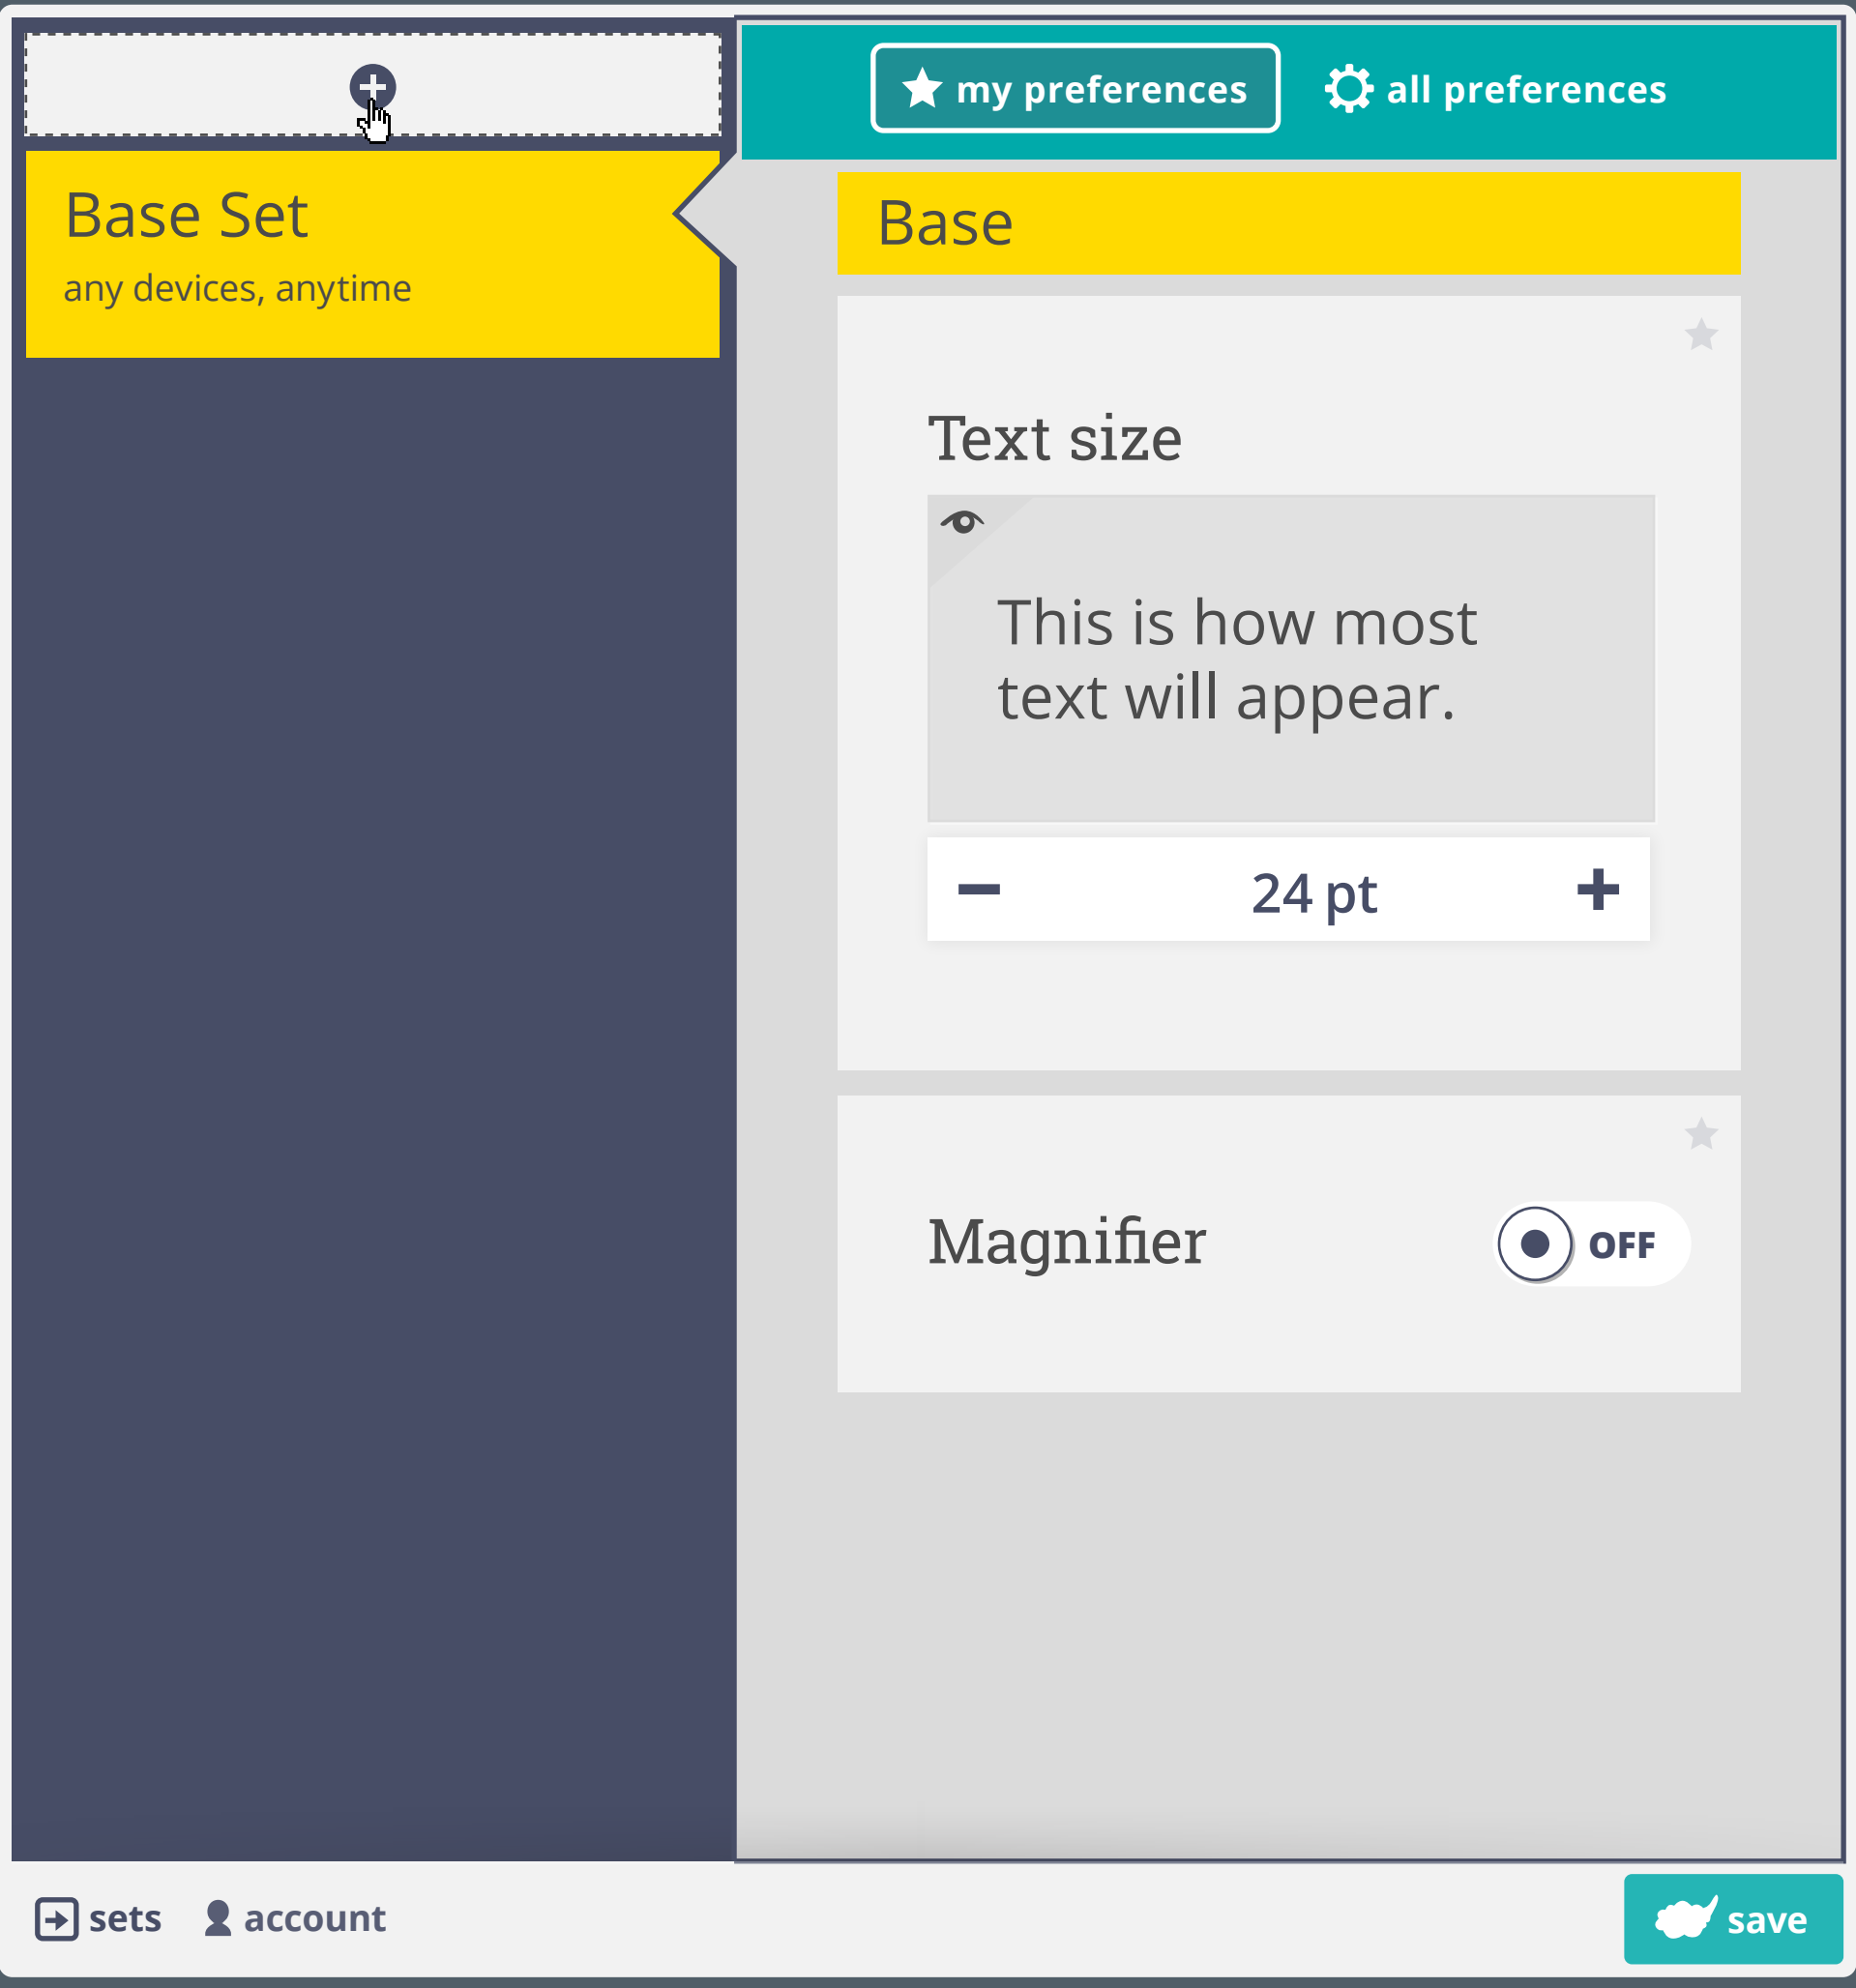 my preferences
all preferences
Base Set
any devices, anytime
Base
Text size
This is how most
text will appear.
24 pt
Magnifier
OFF
sets
account
save